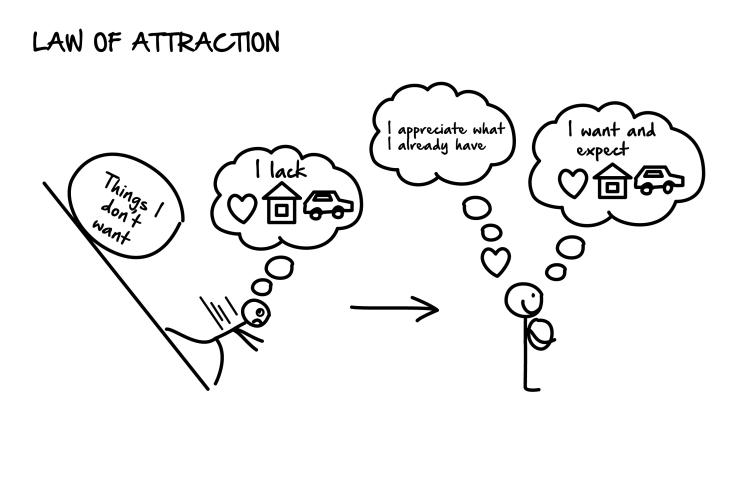 LAW OF ATTRACTION
Things I
don't
want
I lack
I appreciate what
I already have
I want and
expect